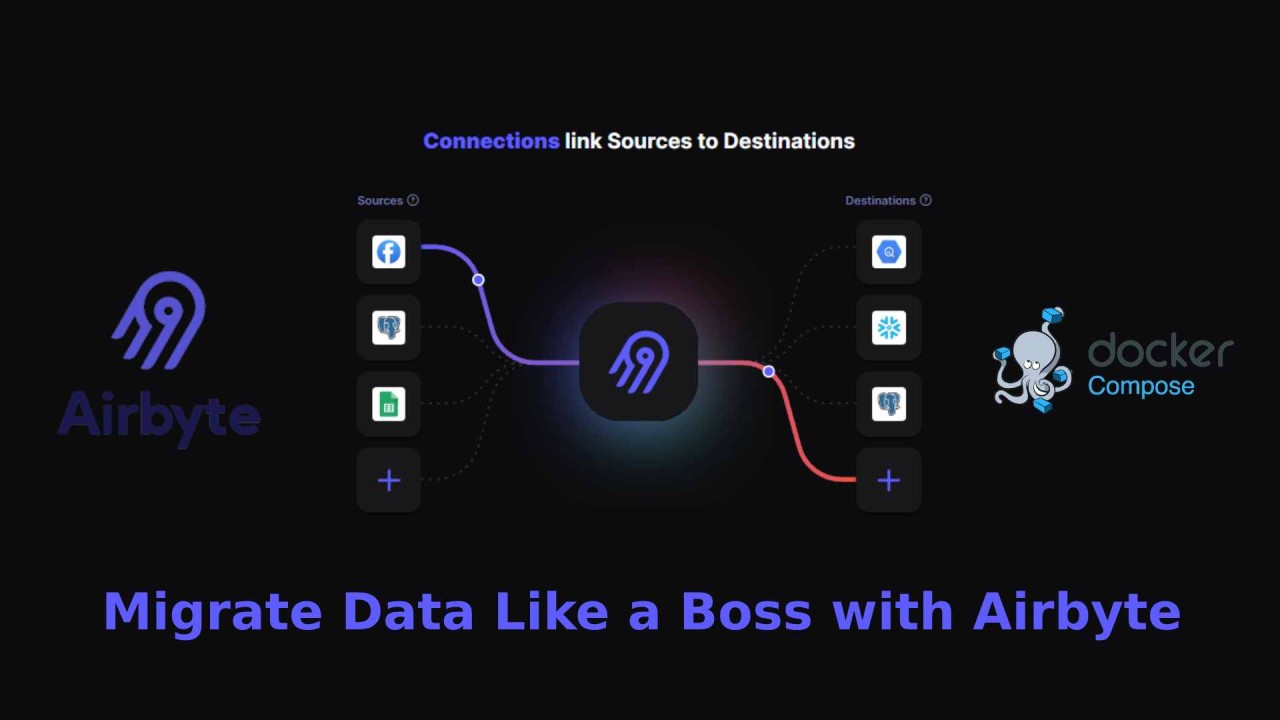 Connections link Sources to Destinations
Sources ?
Destinations ?
Airbyte
docker
Compose
Migrate Data Like a Boss with Airbyte